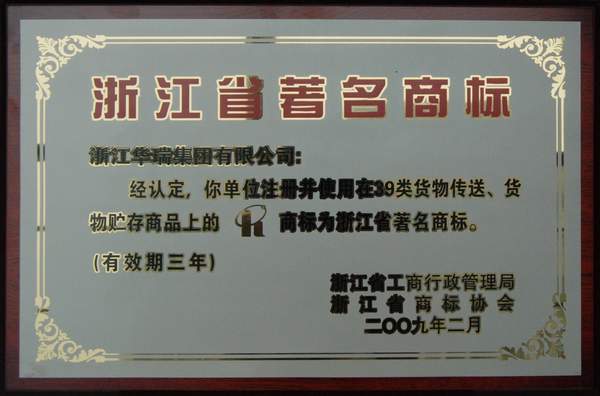 浙江省著名商标
浙江华瑞集团有限公司:
经认定，你单位注册并使用在39类货物传送、货
物贮存商品上的 商标为浙江省著名商标。
(有效期三年)
浙江省工商行政管理局
浙江省商标协会
二〇〇九年二月